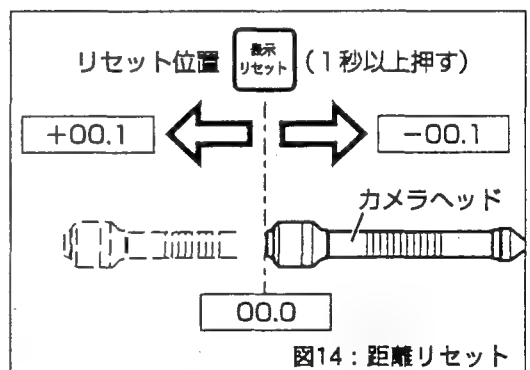 リセット位置 表示リセット (1秒以上押す)
+00.1 -00.1
カメラヘッド
00.0
図14:距離リセット